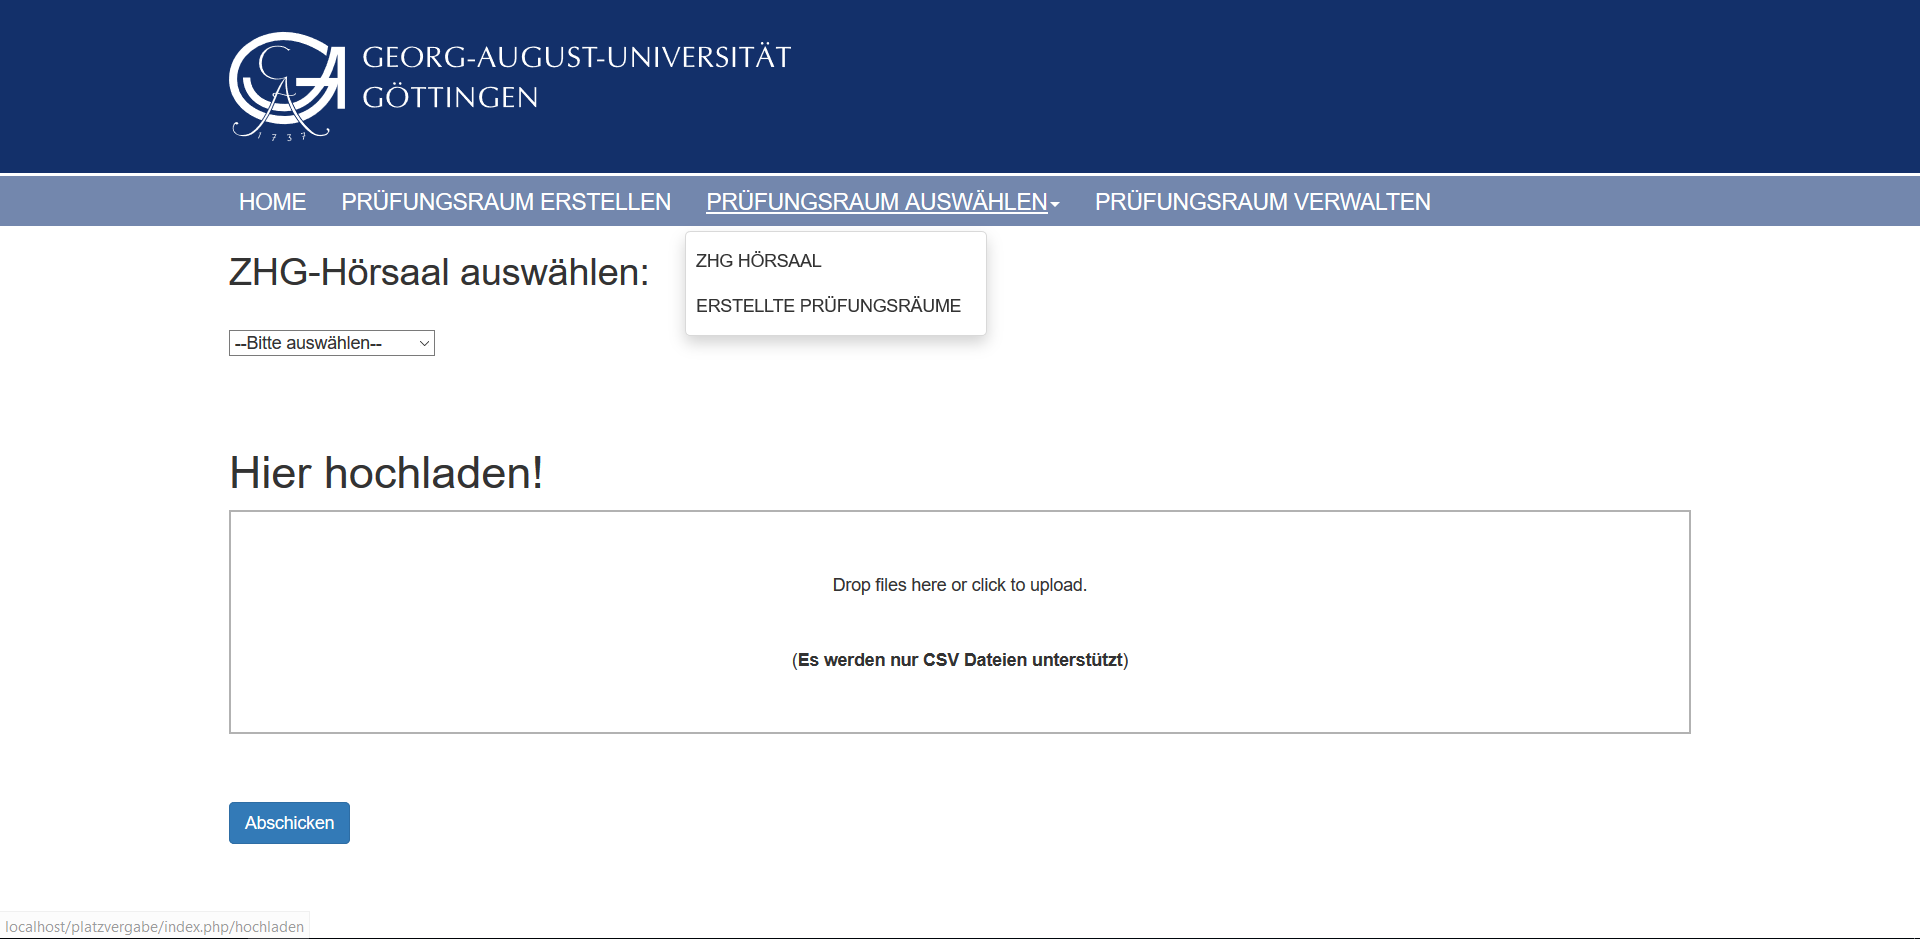 GEORG-AUGUST-UNIVERSITÄT
GÖTTINGEN
1737
HOME PRÜFUNGSRAUM ERSTELLEN PRÜFUNGSRAUM AUSWÄHLEN PRÜFUNGSRAUM VERWALTEN
ZHG HÖRSAAL
ERSTELLTE PRÜFUNGSRÄUME
ZHG-Hörsaal auswählen:
--Bitte auswählen--
Hier hochladen!
Drop files here or click to upload.
(Es werden nur CSV Dateien unterstützt)
Abschicken
localhost/platzvergabe/index.php/hochladen